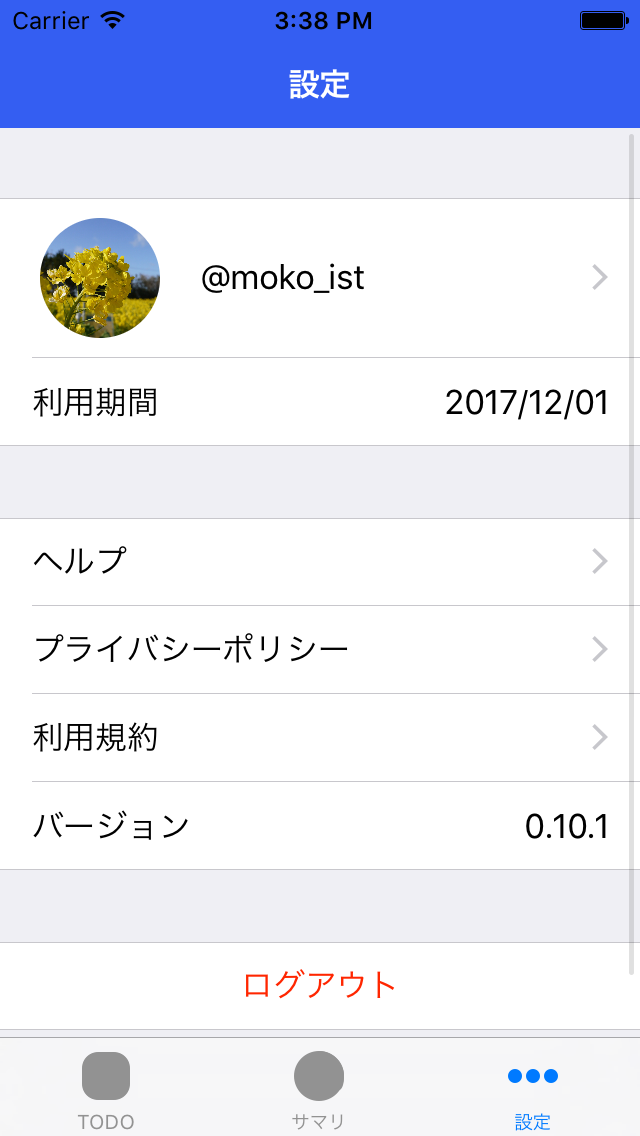 Carrier 3:38 PM
設定
@moko_ist
利用期間 2017/12/01
ヘルプ
プライバシーポリシー
利用規約
バージョン 0.10.1
ログアウト
TODO サマリ 設定